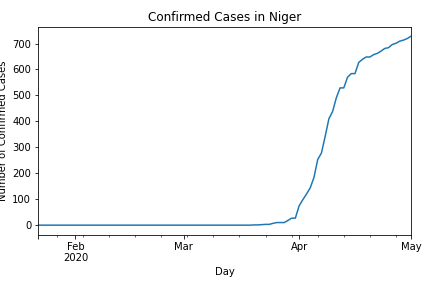 Confirmed Cases in Niger
Number of Confirmed Cases
700
600
500
400
300
200
100
0
Feb
2020
Mar
Apr
May
Day